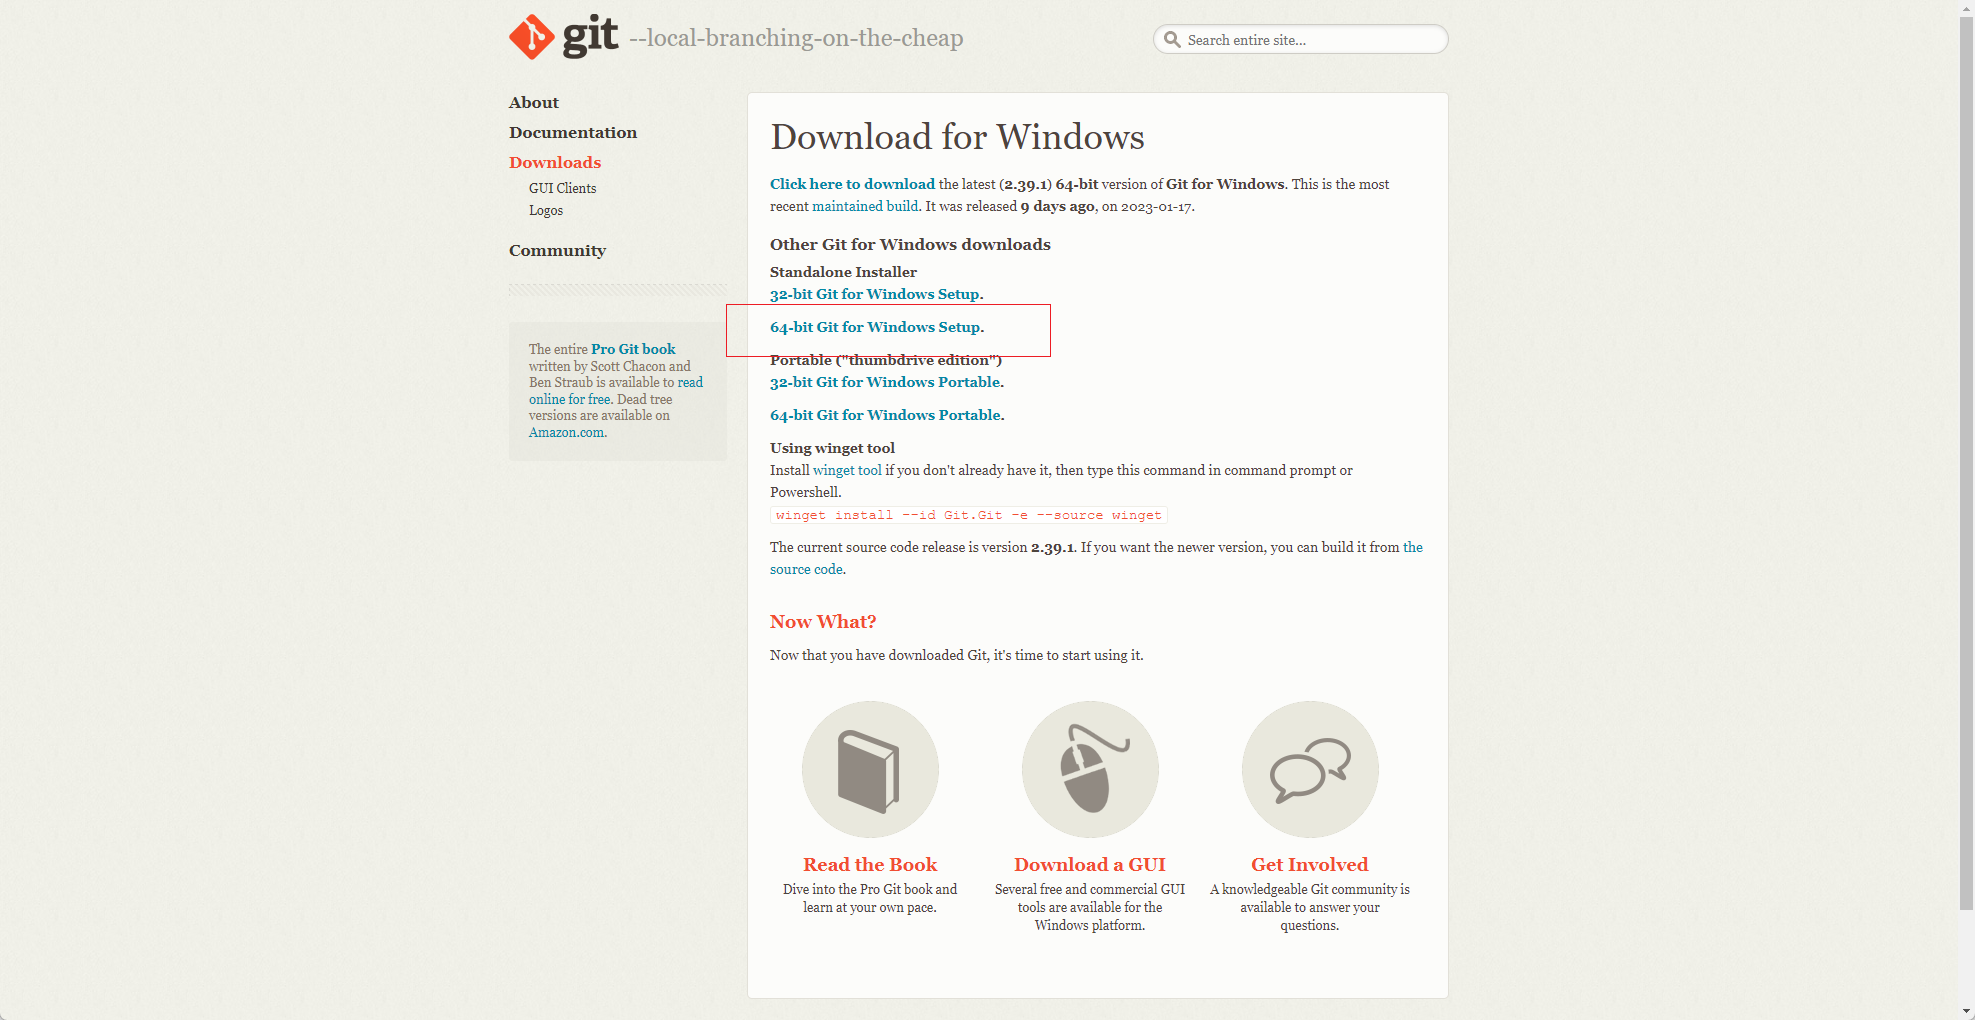 git --local-branching-on-the-cheap
Search entire site...
About
Documentation
Downloads
GUI Clients
Logos
Community
The entire Pro Git book
written by Scott Chacon and
Ben Straub is available to read
online for free. Dead tree
versions are available on
Amazon.com.
Download for Windows
Click here to download the latest (2.39.1) 64-bit version of Git for Windows. This is the most
recent maintained build. It was released 9 days ago, on 2023-01-17.
Other Git for Windows downloads
Standalone Installer
32-bit Git for Windows Setup.
64-bit Git for Windows Setup.
Portable ("thumbdrive edition")
32-bit Git for Windows Portable.
64-bit Git for Windows Portable.
Using winget tool
Install winget tool if you don't already have it, then type this command in command prompt or
Powershell.
winget install --id Git.Git -e --source winget
The current source code release is version 2.39.1. If you want the newer version, you can build it from the
source code.
Now What?
Now that you have downloaded Git, it's time to start using it.
Read the Book
Dive into the Pro Git book and
learn at your own pace.
Download a GUI
Several free and commercial GUI
tools are available for the
Windows platform.
Get Involved
A knowledgeable Git community is
available to answer your
questions.